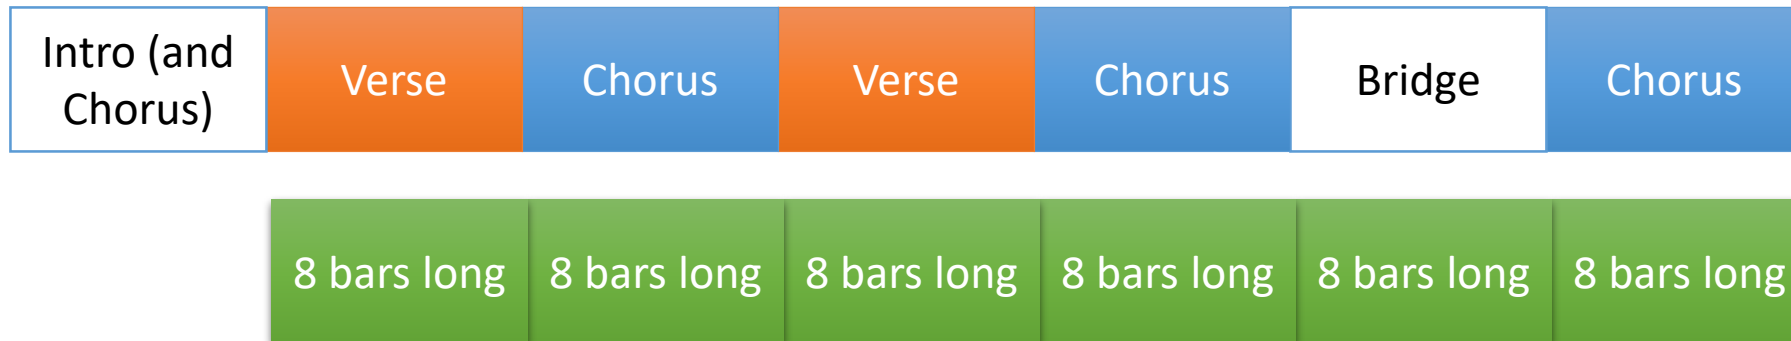 Intro (and
Chorus)
Verse
Chorus
Verse
Chorus
Bridge
Chorus
8 bars long
8 bars long
8 bars long
8 bars long
8 bars long
8 bars long